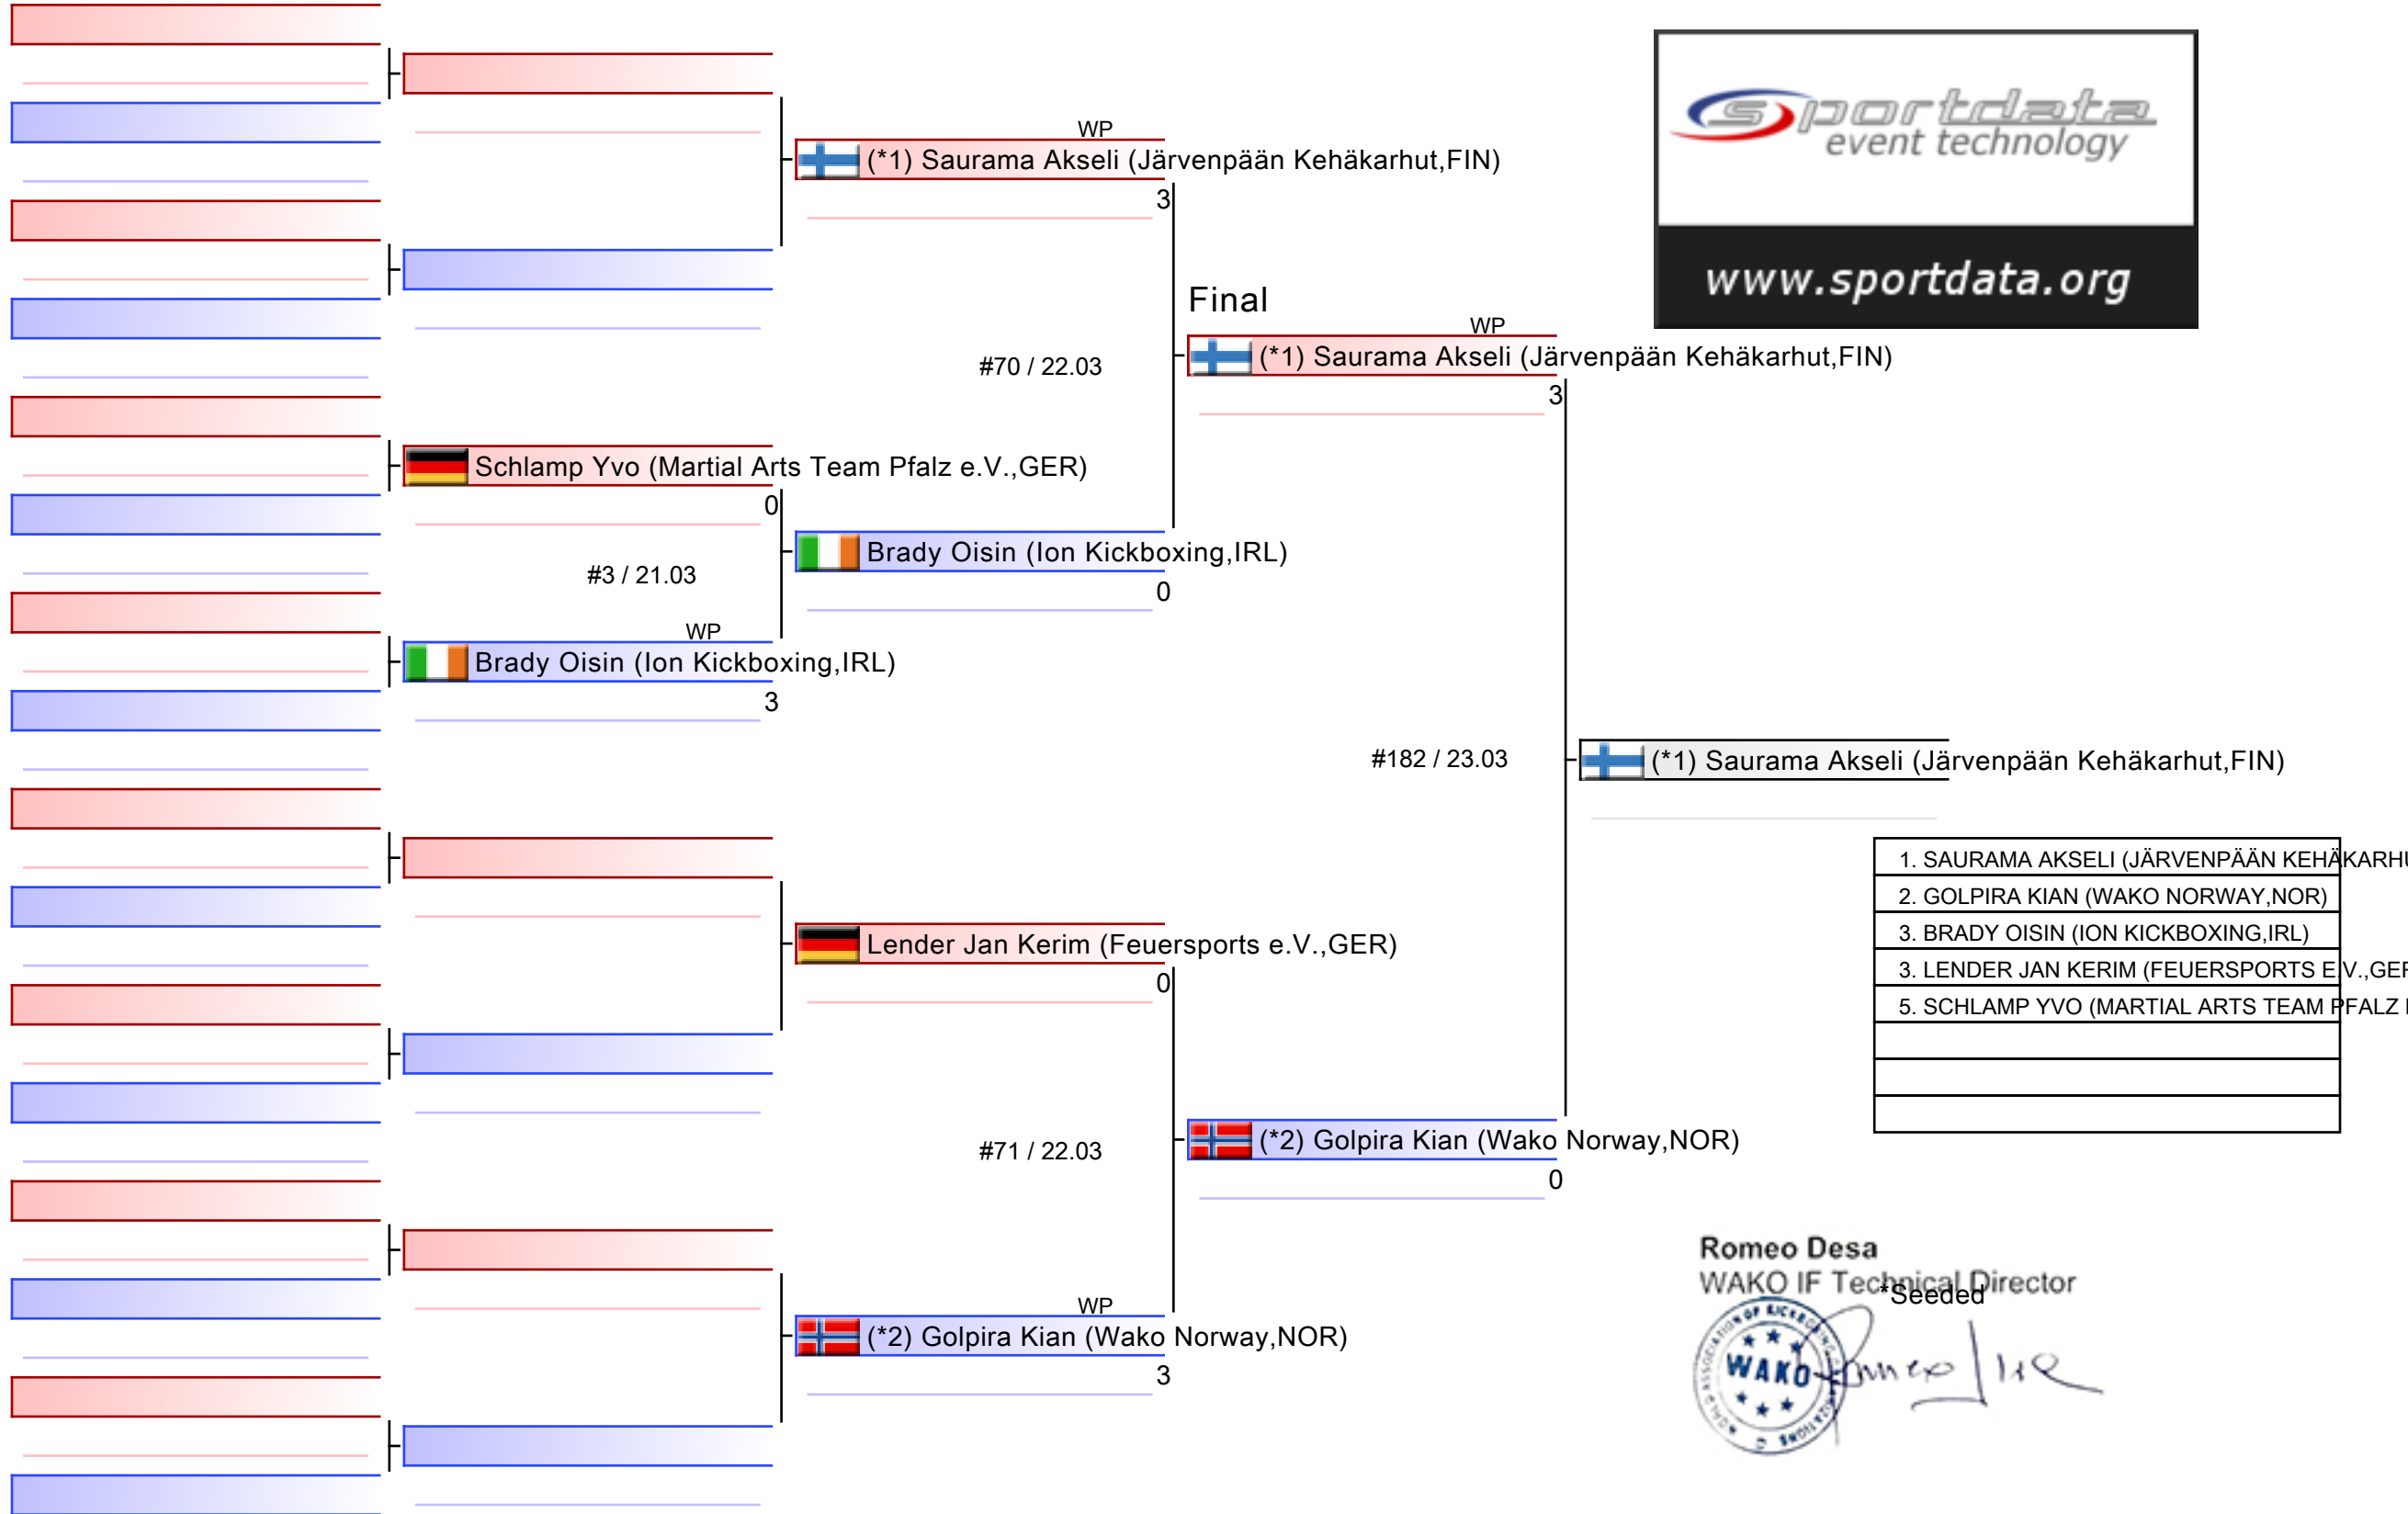 sportdata
event technology
www.sportdata.org
WP
(*1) Saurama Akseli (Järvenpään Kehäkarhut,FIN)
3
Final
WP
#70 / 22.03
(*1) Saurama Akseli (Järvenpään Kehäkarhut,FIN)
3
Schlamp Yvo (Martial Arts Team Pfalz e.V.,GER)
0
Brady Oisin (Ion Kickboxing,IRL)
0
#3 / 21.03
WP
Brady Oisin (Ion Kickboxing,IRL)
3
#182 / 23.03
(*1) Saurama Akseli (Järvenpään Kehäkarhut,FIN)
1. SAURAMA AKSELI (JÄRVENPÄÄN KEHÄKARHU
2. GOLPIRA KIAN (WAKO NORWAY,NOR)
3. BRADY OISIN (ION KICKBOXING,IRL)
3. LENDER JAN KERIM (FEUERSPORTS E.V.,GER
5. SCHLAMP YVO (MARTIAL ARTS TEAM PFALZ
Lender Jan Kerim (Feuersports e.V.,GER)
0
#71 / 22.03
(*2) Golpira Kian (Wako Norway,NOR)
0
WP
(*2) Golpira Kian (Wako Norway,NOR)
3
Romeo Desa
WAKO IF Technical Director
*Seeded
WAKO